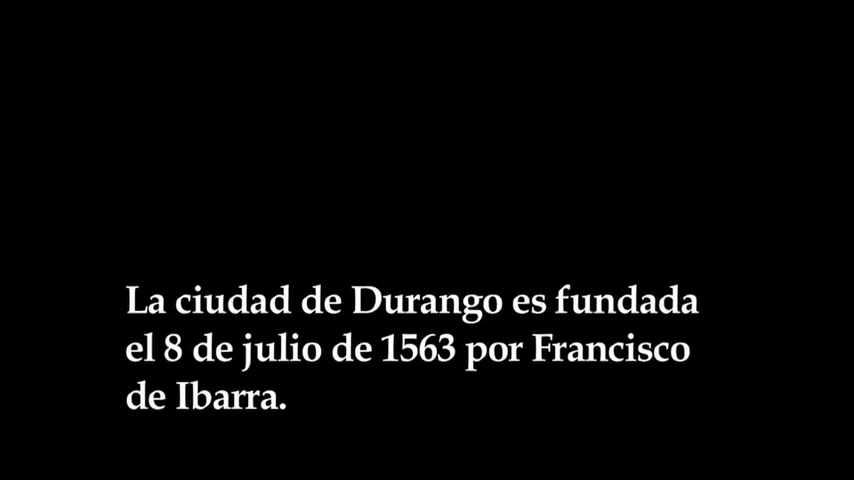 La ciudad de Durango es fundada
el 8 de julio de 1563 por Francisco
de Ibarra.